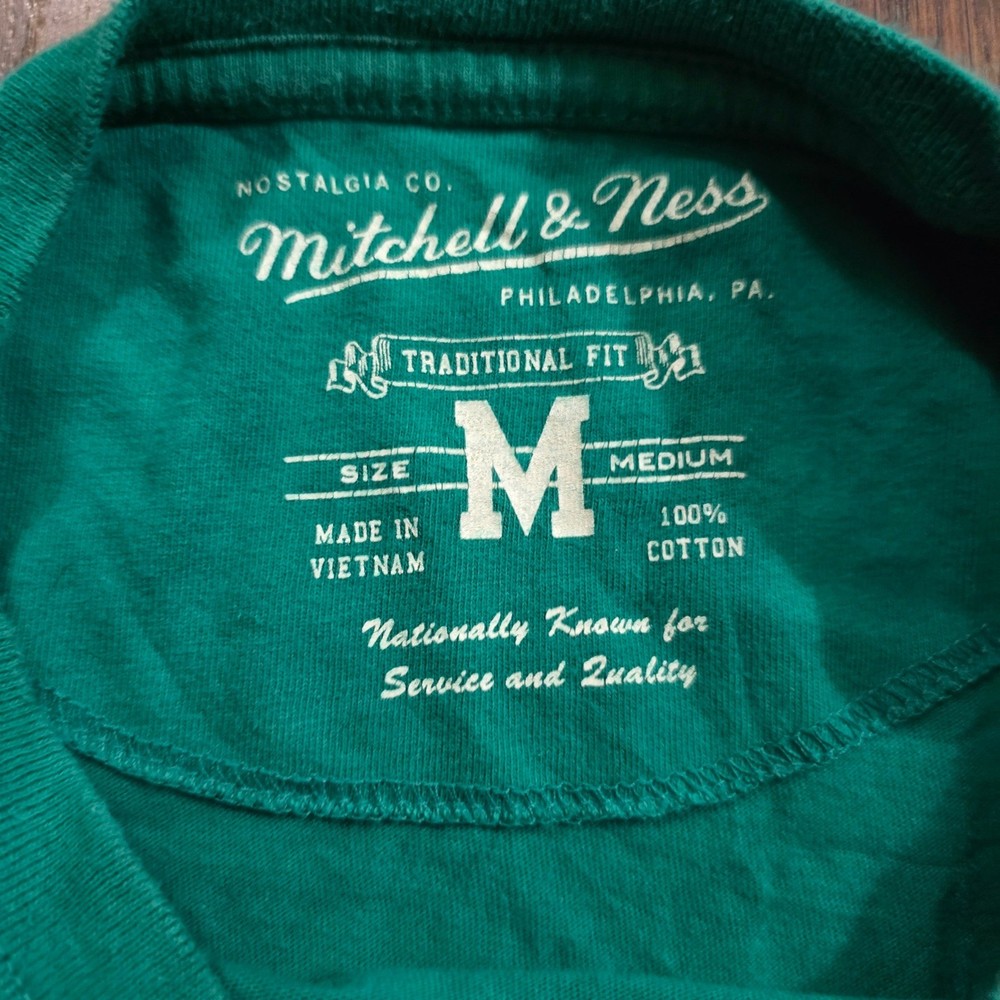 NOSTALGIA CO.
Mitchell & Ness
PHILADELPHIA, PA.
TRADITIONAL FIT
M
SIZE MEDIUM
MADE IN
VIETNAM
100%
COTTON
Nationally Known for
Service and Quality